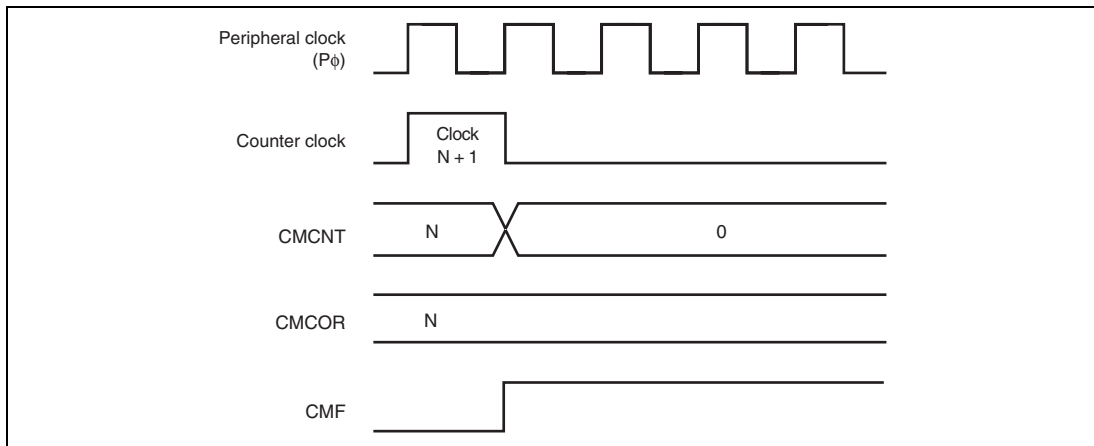 Peripheral clock
(Pϕ)
Counter clock
Clock
N + 1
CMCNT
N
0
CMCOR
N
CMF